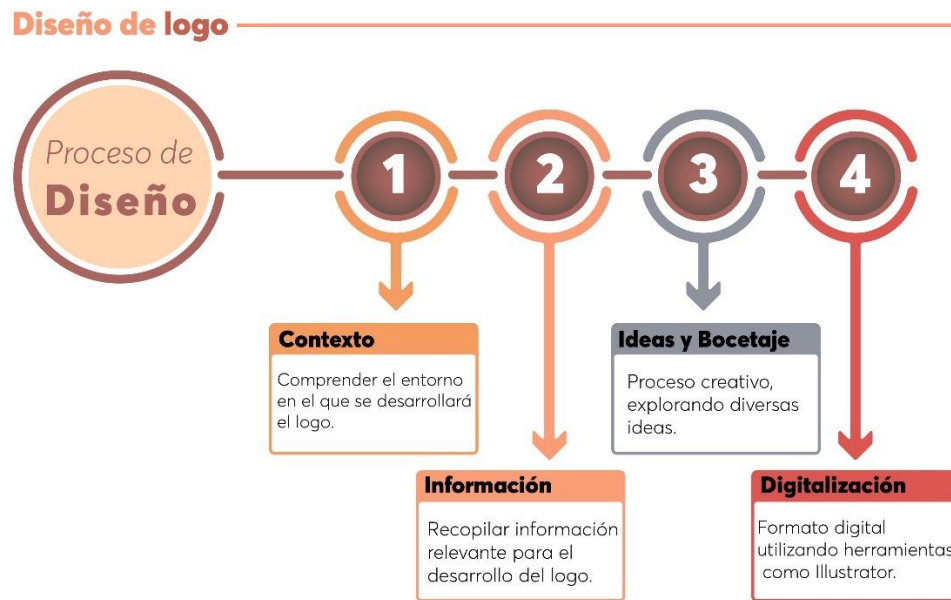 Diseño de logo
Proceso de
Diseño
1
2
3
4
Contexto
Comprender el entorno
en el que se desarrollará
el logo.
Información
Recopilar información
relevante para el
desarrollo del logo.
Ideas y Bocetaje
Proceso creativo,
explorando diversas
ideas.
Digitalización
Formato digital
utilizando herramientas
como Illustrator.